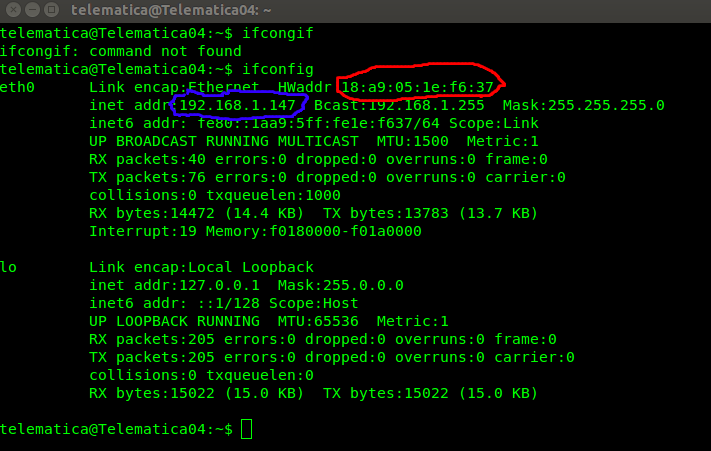 telematica@Telematica04: ~
telematica@Telematica04:~$ ifcongif
ifcongif: command not found
telematica@Telematica04:~$ ifconfig
eth0 Link encap:Ethernet HWaddr 18:a9:05:1e:f6:37
inet addr:192.168.1.147 Bcast:192.168.1.255 Mask:255.255.255.0
inet6 addr: fe80::1aa9:5ff:fe1e:f637/64 Scope:Link
UP BROADCAST RUNNING MULTICAST MTU:1500 Metric:1
RX packets:40 errors:0 dropped:0 overruns:0 frame:0
TX packets:76 errors:0 dropped:0 overruns:0 carrier:0
collisions:0 txqueuelen:1000
RX bytes:14472 (14.4 KB) TX bytes:13783 (13.7 KB)
Interrupt:19 Memory:f0180000-f01a0000
lo Link encap:Local Loopback
inet addr:127.0.0.1 Mask:255.0.0.0
inet6 addr: ::1/128 Scope:Host
UP LOOPBACK RUNNING MTU:65536 Metric:1
RX packets:205 errors:0 dropped:0 overruns:0 frame:0
TX packets:205 errors:0 dropped:0 overruns:0 carrier:0
collisions:0 txqueuelen:0
RX bytes:15022 (15.0 KB) TX bytes:15022 (15.0 KB)
telematica@Telematica04:~$